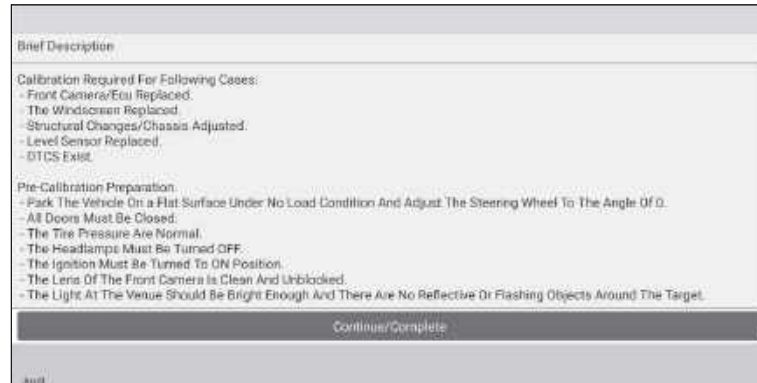 Brief Description
Calibration Required For Following Cases:
- Front Camera/Ecu Replaced.
- The Windscreen Replaced.
- Structural Changes/Chassis Adjusted.
- Level Sensor Replaced.
- DTCS Exist.
Pre-Calibration Preparation
- Park The Vehicle On a Flat Surface Under No Load Condition And Adjust The Steering Wheel To The Angle Of 0.
- All Doors Must Be Closed.
- The Tire Pressure Are Normal.
- The Headlamps Must Be Turned OFF.
- The Ignition Must Be Turned To ON Position.
- The Lens Of The Front Camera Is Clean And Unblocked.
- The Light At The Venue Should Be Bright Enough And There Are No Reflective Or Flashing Objects Around The Target.
Continue/Complete